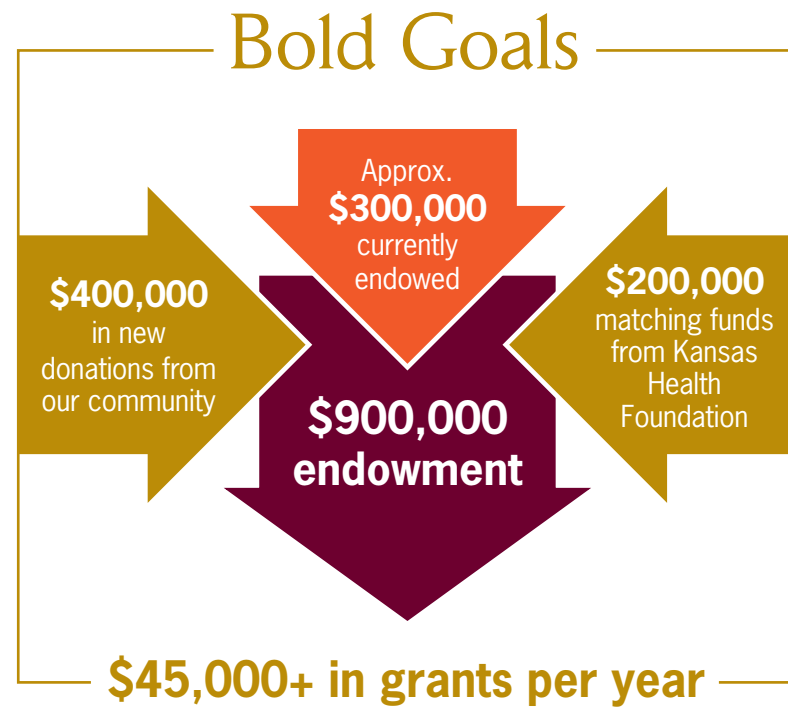 Bold Goals
Approx.
$300,000
currently
endowed
$400,000
in new
donations from
our community
$200,000
matching funds
from Kansas
Health
Foundation
$900,000
endowment
$45,000+ in grants per year